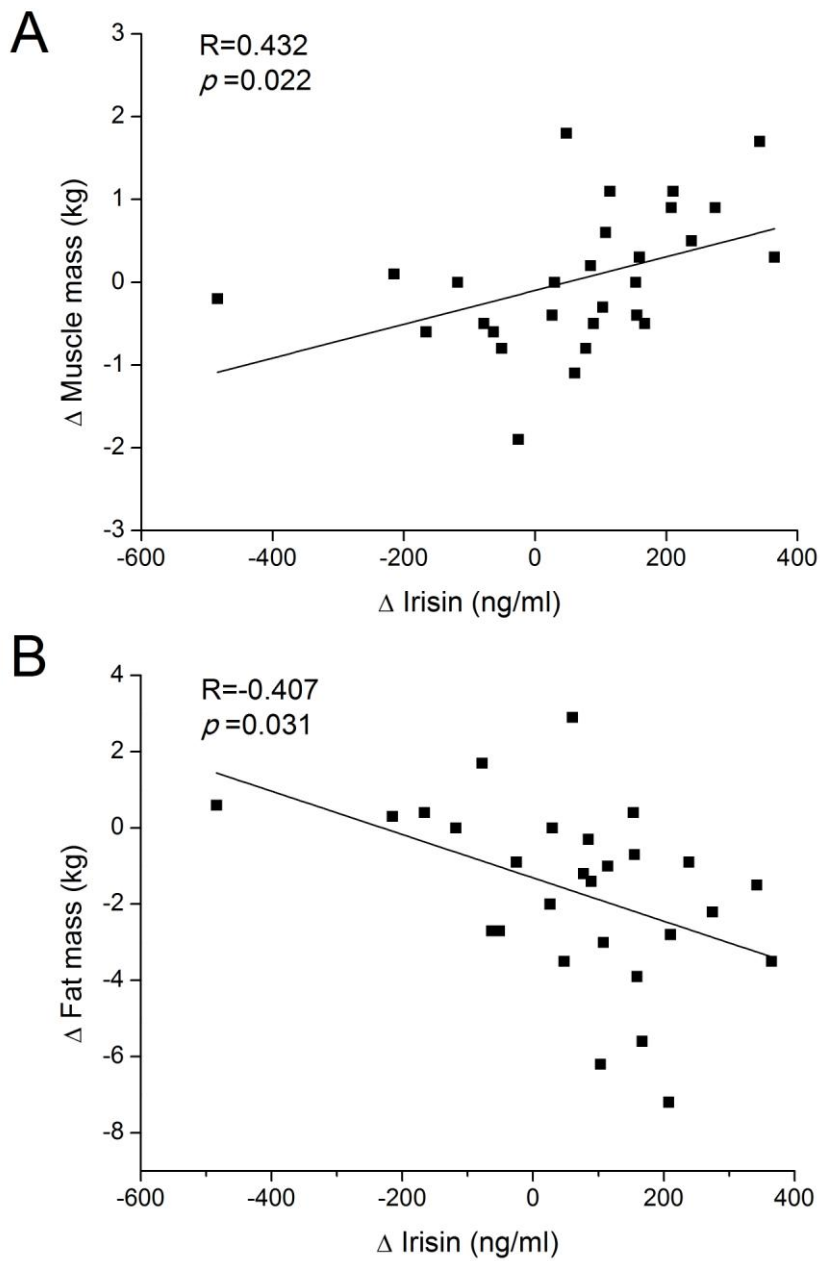 A
R=0.432
p=0.022
3
2
1
0
-1
-2
-3
Δ Muscle mass (kg)
-600 -400 -200 0 200 400
Δ Irisin (ng/ml)
B
R=-0.407
p=0.031
4
2
0
-2
-4
-6
-8
Δ Fat mass (kg)
-600 -400 -200 0 200 400
Δ Irisin (ng/ml)